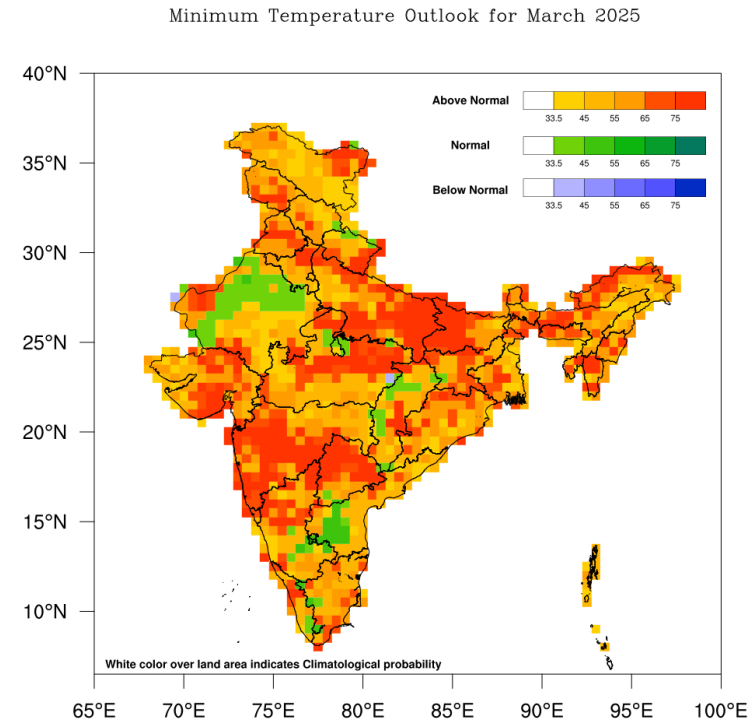 Minimum Temperature Outlook for March 2025
40°N
Above Normal
33.5 45 55 65 75
Normal
33.5 45 55 65 75
35°N
Below Normal
33.5 45 55 65 75
30°N
25°N
20°N
15°N
10°N
White color over land area indicates Climatological probability
65°E 70°E 75°E 80°E 85°E 90°E 95°E 100°E